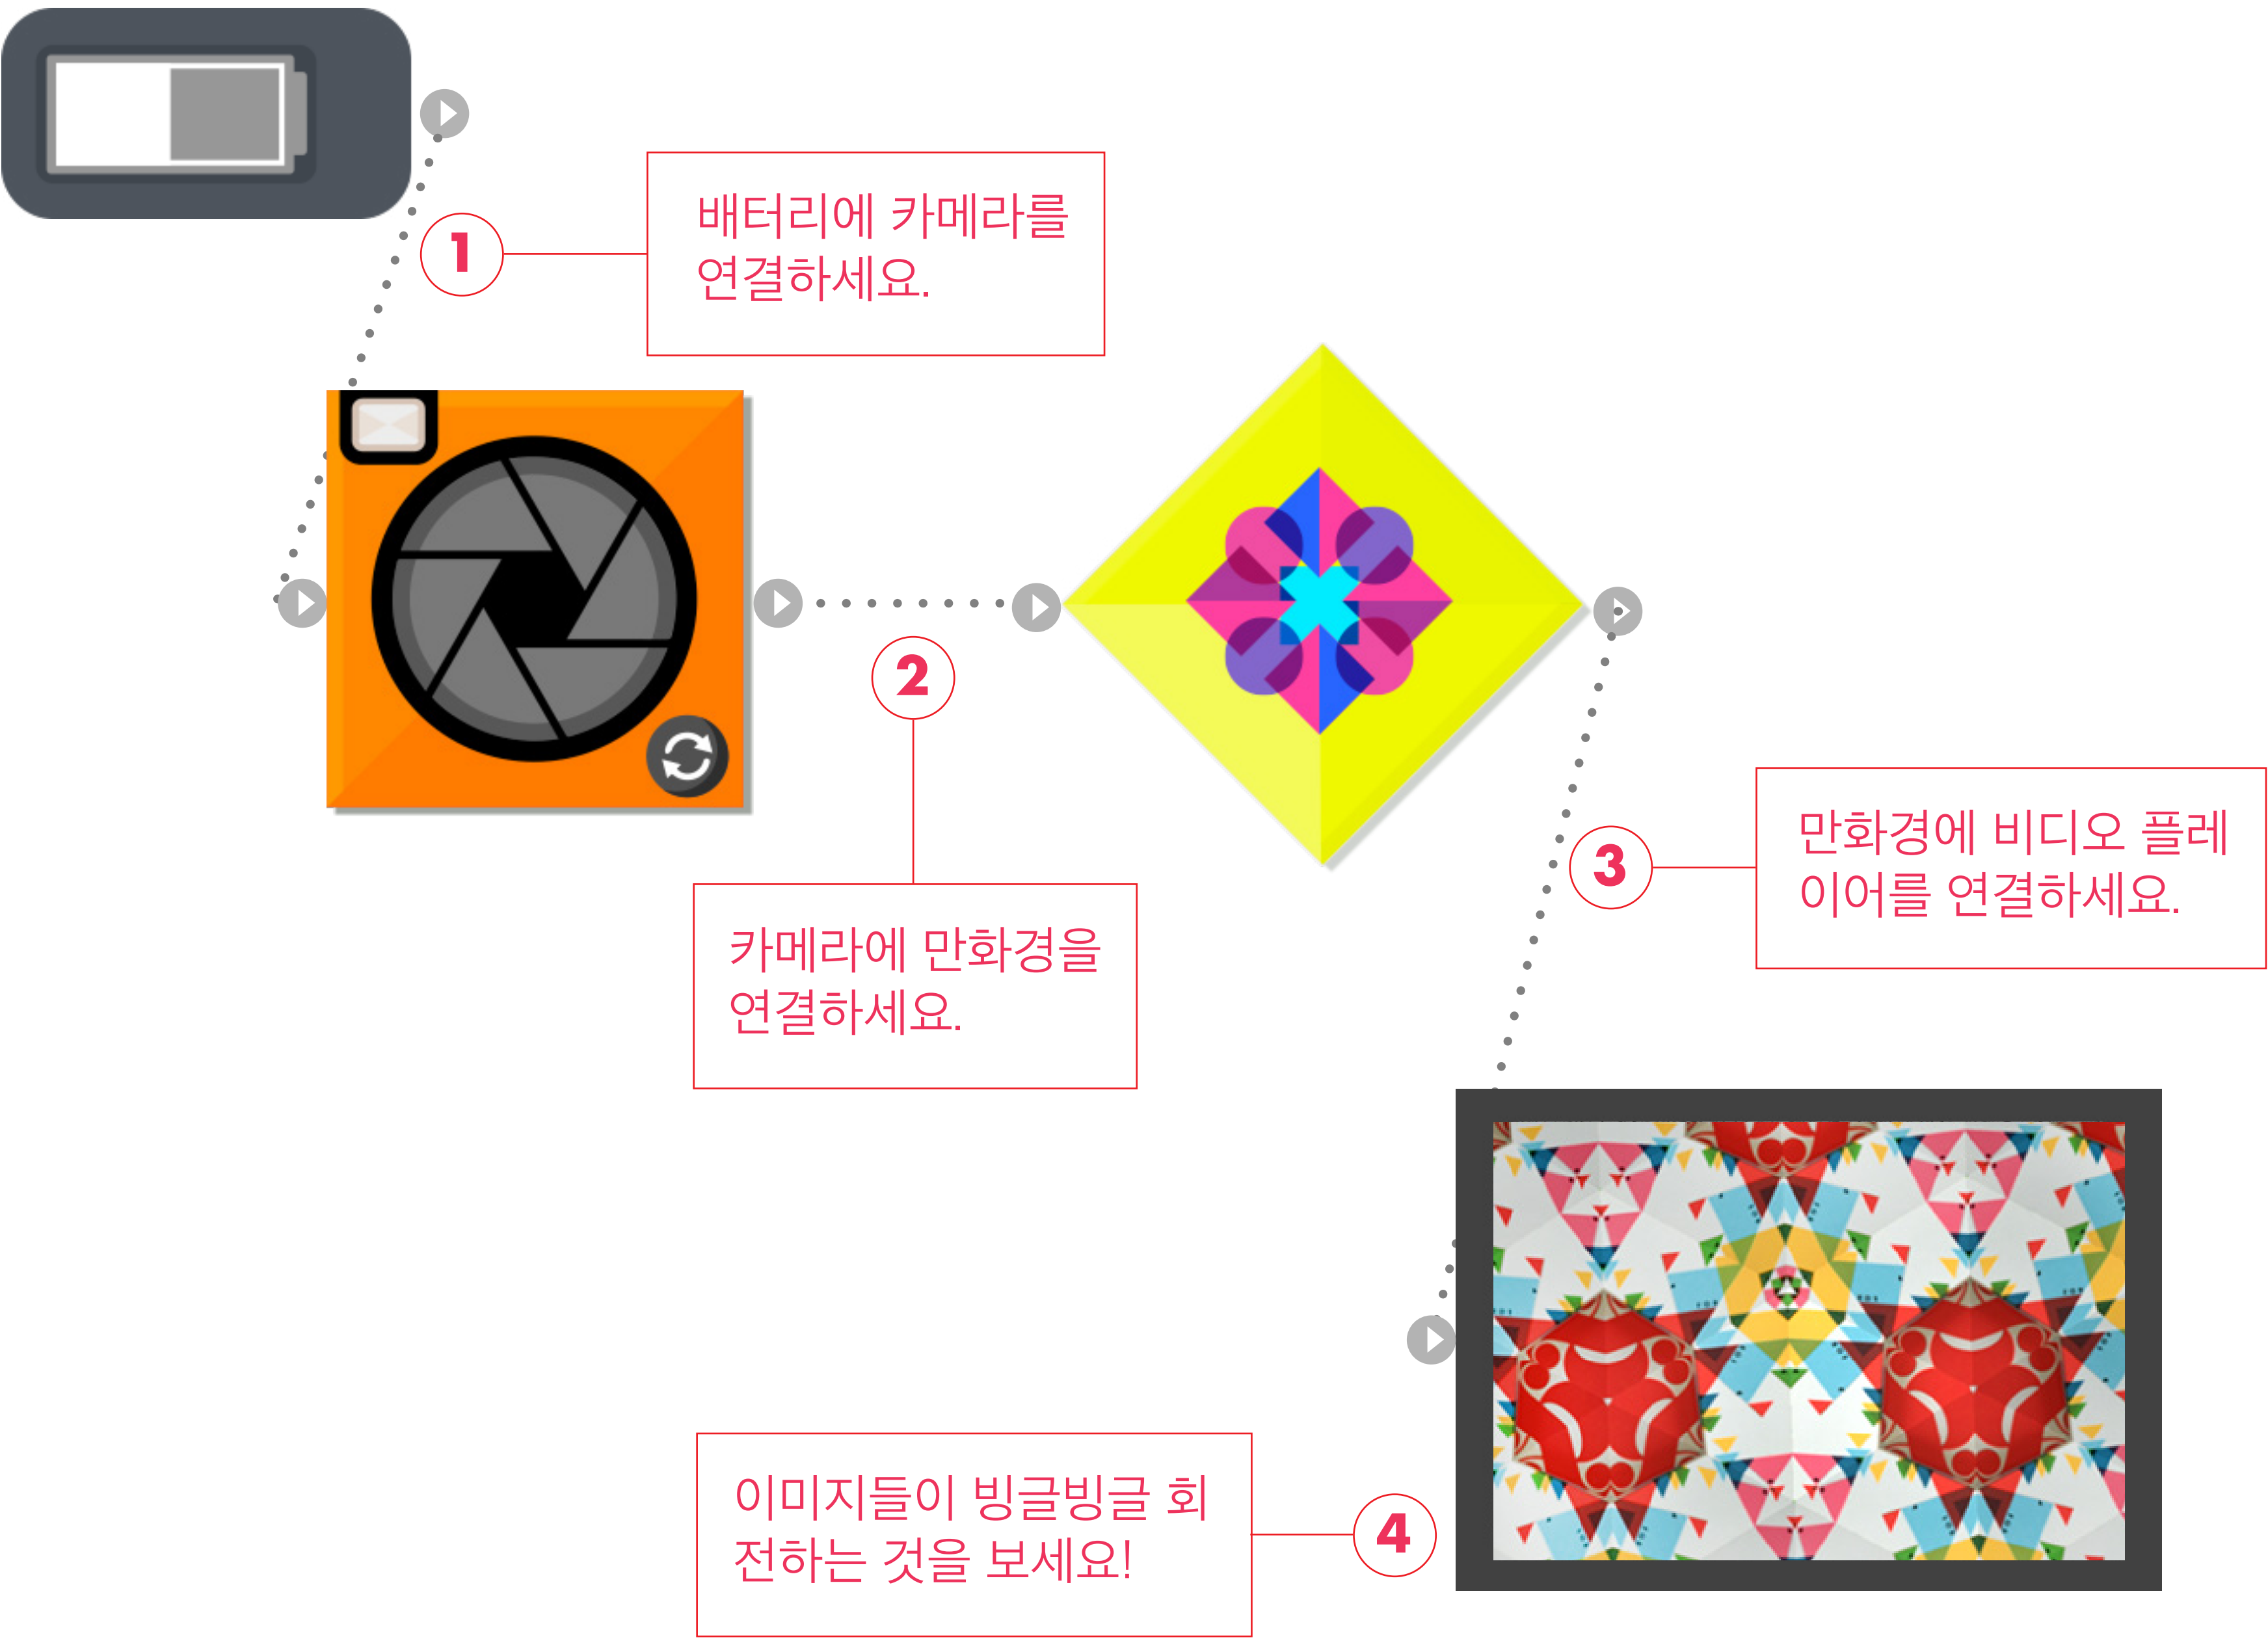 1
배터리에 카메라를
연결하세요.
2
카메라에 만화경을
연결하세요.
3
만화경에 비디오 플레
이어를 연결하세요.
4
이미지들이 빙글빙글 회
전하는 것을 보세요!